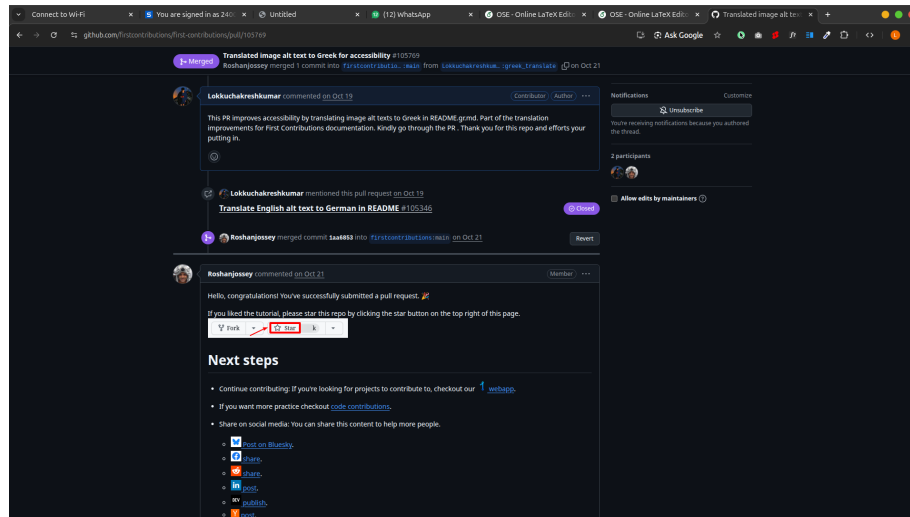 Connect to Wi-Fi
You are signed in as 240
Untitled
(12) WhatsApp
OSE - Online LaTeX Edito
OSE - Online LaTeX Edito
Translated image alt tex
github.com/firstcontributions/first-contributions/pull/105769
Ask Google
Merged
Translated image alt text to Greek for accessibility #105769
Roshanjossey merged 1 commit into firstcontributio…:main from Lokkuchakreshkum…:greek_translate on Oct 21
Lokkuchakreshkumar commented on Oct 19
Contributor
Author
This PR improves accessibility by translating image alt texts to Greek in README.gr.md. Part of the translation
improvements for First Contributions documentation. Kindly go through the PR . Thank you for this repo and efforts your
putting in.
Notifications
Customize
Unsubscribe
You're receiving notifications because you authored
the thread.
2 participants
Allow edits by maintainers
Lokkuchakreshkumar mentioned this pull request on Oct 19
Translate English alt text to German in README #105346
Closed
Roshanjossey merged commit 1aa6853 into firstcontributions:main on Oct 21
Revert
Roshanjossey commented on Oct 21
Member
Hello, congratulations! You've successfully submitted a pull request.
If you liked the tutorial, please star this repo by clicking the star button on the top right of this page.
Fork
Star
k
Next steps
Continue contributing: If you're looking for projects to contribute to, checkout our webapp.
If you want more practice checkout code contributions.
Share on social media: You can share this content to help more people.
Post on Bluesky.
share.
share.
post.
DEV publish.
post.